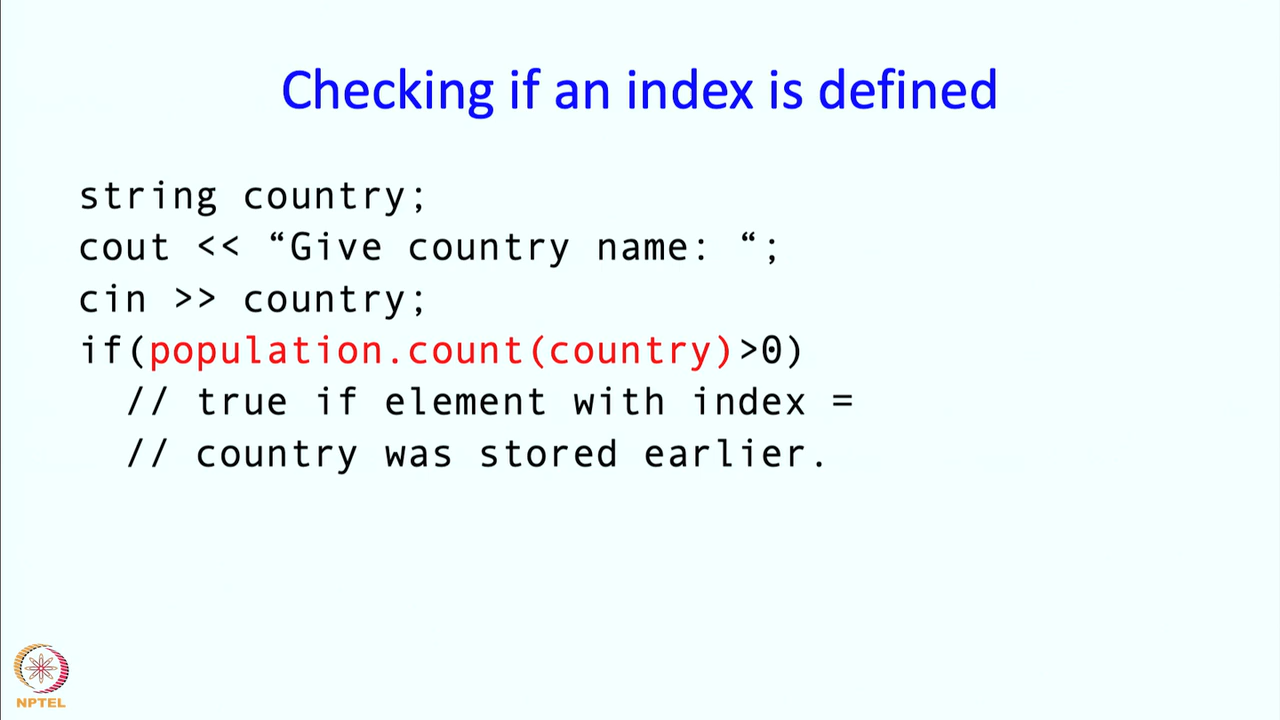 Checking if an index is defined
string country;
cout << “Give country name: “;
cin >> country;
if(population.count(country)>0)
// true if element with index =
// country was stored earlier.
NPTEL